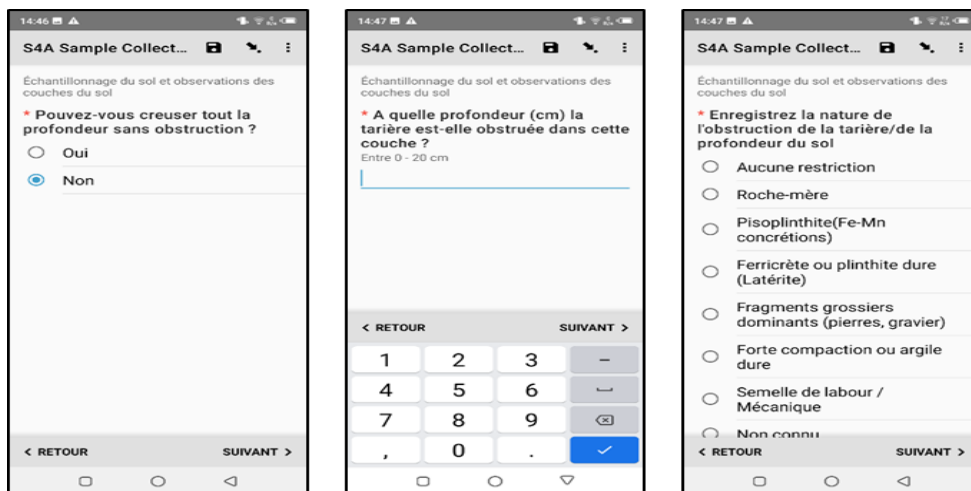 14:46
S4A Sample Collect...
Échantillonnage du sol et observations des
couches du sol
* Pouvez-vous creuser tout la
profondeur sans obstruction ?
Oui
Non
< RETOUR
SUIVANT >
14:47
S4A Sample Collect...
Échantillonnage du sol et observations des
couches du sol
* A quelle profondeur (cm) la
tarière est-elle obstruée dans cette
couche ?
Entre 0 - 20 cm
< RETOUR
SUIVANT >
1 2 3 –
4 5 6
7 8 9
, 0 .
14:47
S4A Sample Collect...
Échantillonnage du sol et observations des
couches du sol
* Enregistrez la nature de
l'obstruction de la tarière/de la
profondeur du sol
Aucune restriction
Roche-mère
Pisoplinthite(Fe-Mn
concrétions)
Ferricrète ou plinthite dure
(Latérite)
Fragments grossiers
dominants (pierres, gravier)
Forte compaction ou argile
dure
Semelle de labour /
Mécanique
Non connu
< RETOUR
SUIVANT >